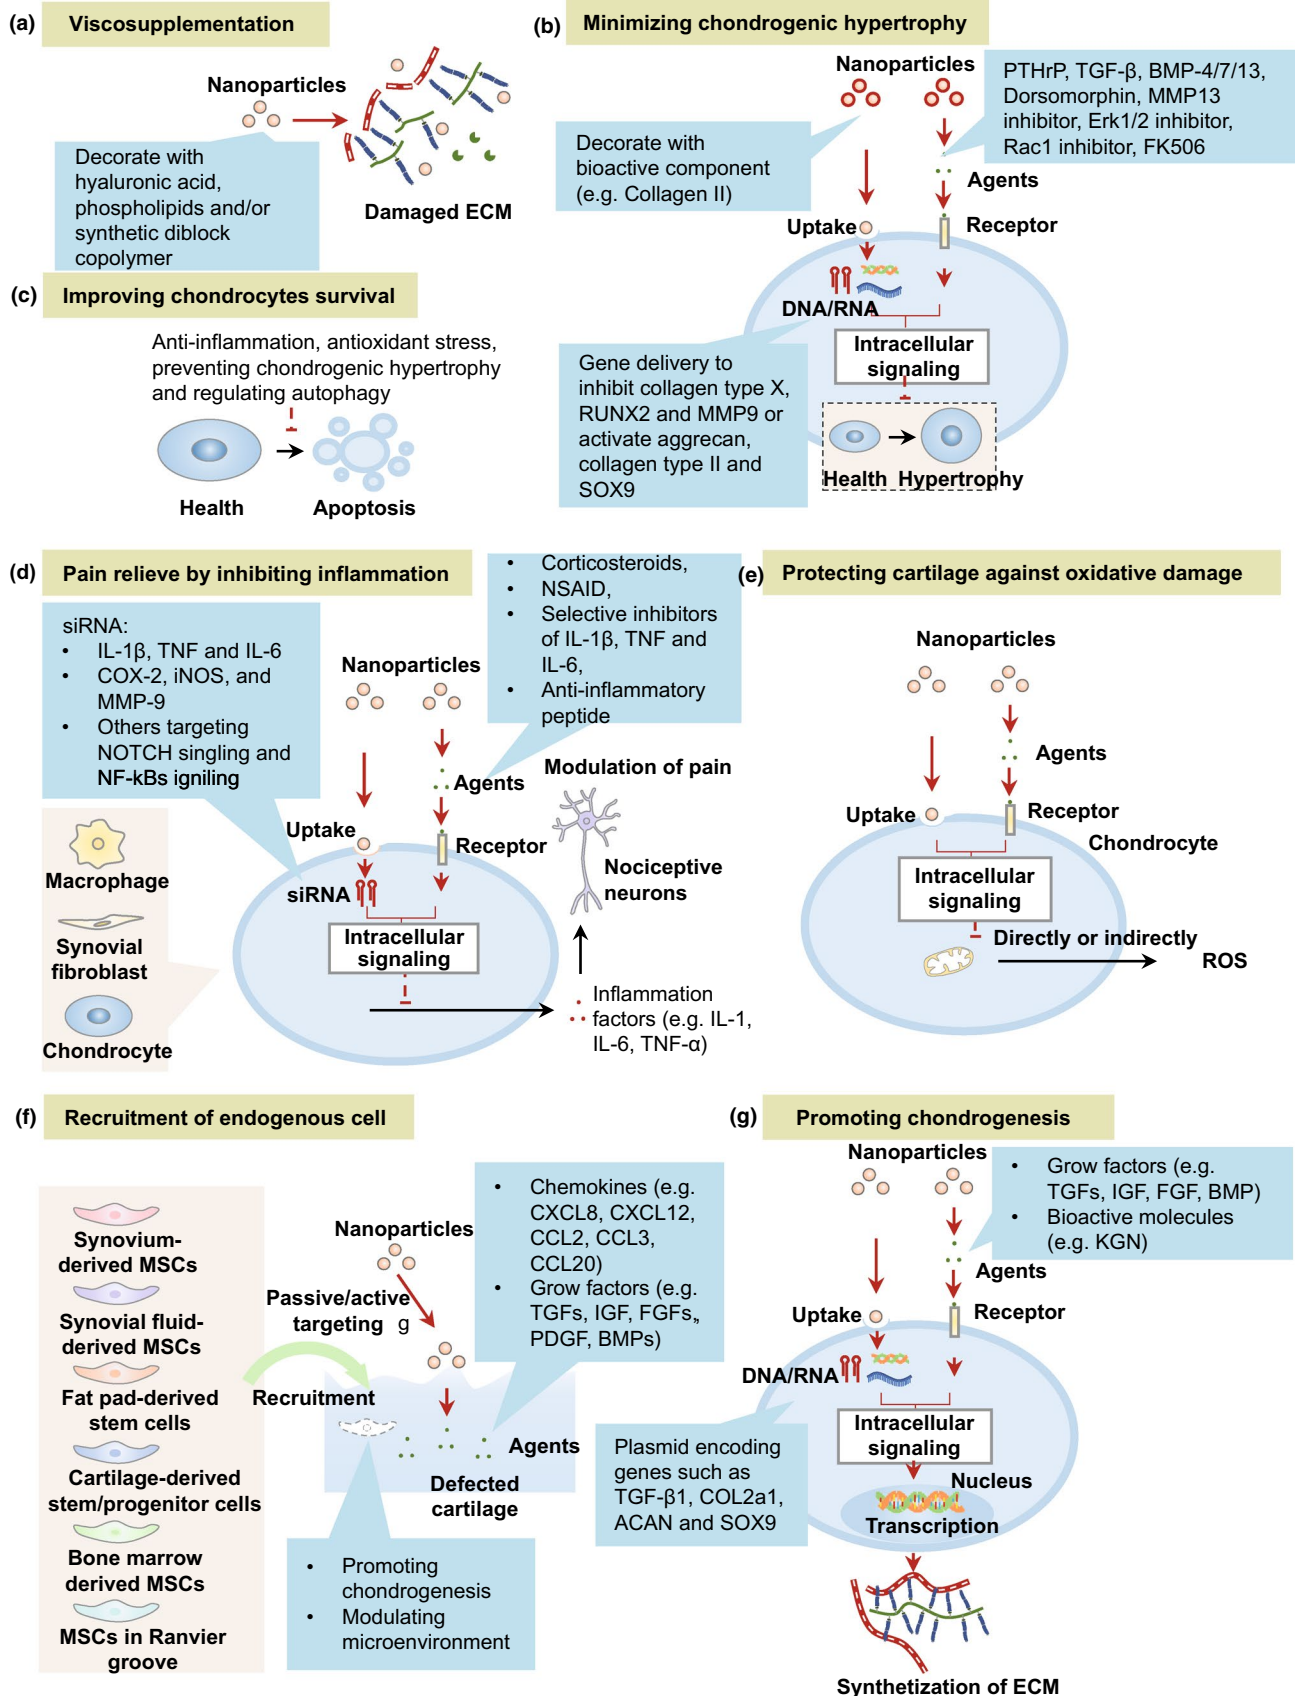 (a) Viscosupplementation
Nanoparticles
Decorate with
hyaluronic acid,
phospholipids and/or
synthetic diblock
copolymer
Damaged ECM
(b) Minimizing chondrogenic hypertrophy
Nanoparticles
PTHrP, TGF-β, BMP-4/7/13,
Dorsomorphin, MMP13
inhibitor, Erk1/2 inhibitor,
Rac1 inhibitor, FK506
Decorate with
bioactive component
(e.g. Collagen II)
Agents
Uptake
Receptor
DNA/RNA
Intracellular
signaling
Gene delivery to
inhibit collagen type X,
RUNX2 and MMP9 or
activate aggrecan,
collagen type II and
SOX9
Health
Hypertrophy
(c) Improving chondrocytes survival
Anti-inflammation, antioxidant stress,
preventing chondrogenic hypertrophy
and regulating autophagy
Health
Apoptosis
(d) Pain relieve by inhibiting inflammation
siRNA:
• IL-1β, TNF and IL-6
• COX-2, iNOS, and
MMP-9
• Others targeting
NOTCH singling and
NF-kBs igniling
Nanoparticles
• Corticosteroids,
• NSAID,
• Selective inhibitors
of IL-1β, TNF and
IL-6,
• Anti-inflammatory
peptide
Agents
Modulation of pain
Uptake
Receptor
Nociceptive
neurons
siRNA
Intracellular
signaling
Inflammation
factors (e.g. IL-1,
IL-6, TNF-α)
Macrophage
Synovial
fibroblast
Chondrocyte
(e) Protecting cartilage against oxidative damage
Nanoparticles
Agents
Uptake
Receptor
Chondrocyte
Intracellular
signaling
Directly or indirectly
ROS
(f) Recruitment of endogenous cell
Synovium-
derived MSCs
Synovial fluid-
derived MSCs
Fat pad-derived
stem cells
Cartilage-derived
stem/progenitor cells
Bone marrow
derived MSCs
MSCs in Ranvier
groove
Nanoparticles
Passive/active
targeting g
Recruitment
• Chemokines (e.g.
CXCL8, CXCL12,
CCL2, CCL3,
CCL20)
• Grow factors (e.g.
TGFs, IGF, FGFs,,
PDGF, BMPs)
Agents
Defected
cartilage
• Promoting
chondrogenesis
• Modulating
microenvironment
(g) Promoting chondrogenesis
Nanoparticles
• Grow factors (e.g.
TGFs, IGF, FGF, BMP)
• Bioactive molecules
(e.g. KGN)
Agents
Uptake
Receptor
DNA/RNA
Intracellular
signaling
Plasmid encoding
genes such as
TGF-β1, COL2a1,
ACAN and SOX9
Nucleus
Transcription
Synthetization of ECM